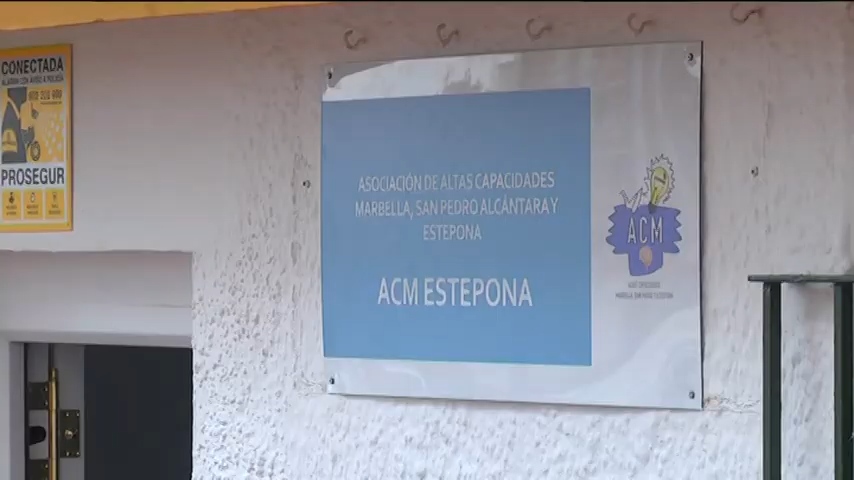 CONECTADA
PROSEGUR
ASOCIACIÓN DE ALTAS CAPACIDADES
MARBELLA, SAN PEDRO ALCÁNTARA Y
ESTEPONA
ACM ESTEPONA
ACM